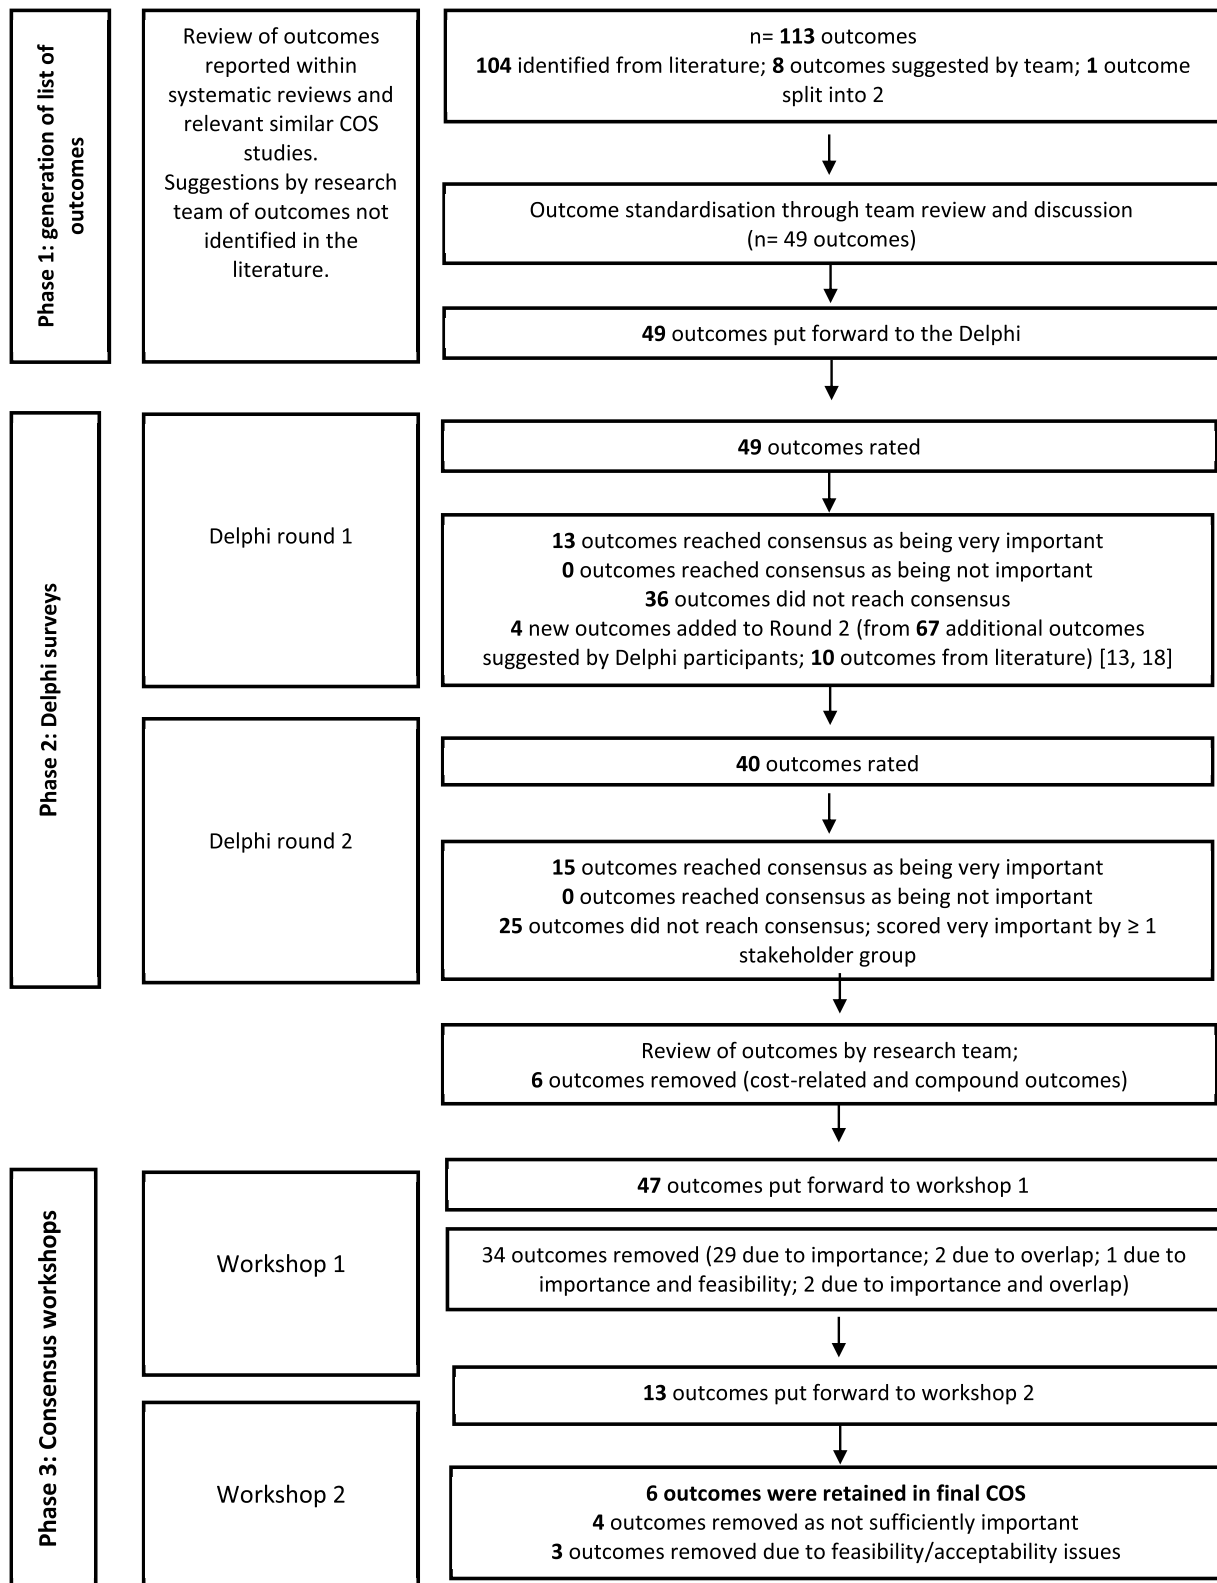 Phase 1: generation of list of
outcomes
Review of outcomes
reported within
systematic reviews and
relevant similar COS
studies.
Suggestions by research
team of outcomes not
identified in the
literature.
n= 113 outcomes
104 identified from literature; 8 outcomes suggested by team; 1 outcome
split into 2
Outcome standardisation through team review and discussion
(n= 49 outcomes)
49 outcomes put forward to the Delphi
Phase 2: Delphi surveys
Delphi round 1
49 outcomes rated
13 outcomes reached consensus as being very important
0 outcomes reached consensus as being not important
36 outcomes did not reach consensus
4 new outcomes added to Round 2 (from 67 additional outcomes
suggested by Delphi participants; 10 outcomes from literature) [13, 18]
Delphi round 2
40 outcomes rated
15 outcomes reached consensus as being very important
0 outcomes reached consensus as being not important
25 outcomes did not reach consensus; scored very important by ≥ 1
stakeholder group
Review of outcomes by research team;
6 outcomes removed (cost-related and compound outcomes)
Phase 3: Consensus workshops
Workshop 1
47 outcomes put forward to workshop 1
34 outcomes removed (29 due to importance; 2 due to overlap; 1 due to
importance and feasibility; 2 due to importance and overlap)
Workshop 2
13 outcomes put forward to workshop 2
6 outcomes were retained in final COS
4 outcomes removed as not sufficiently important
3 outcomes removed due to feasibility/acceptability issues